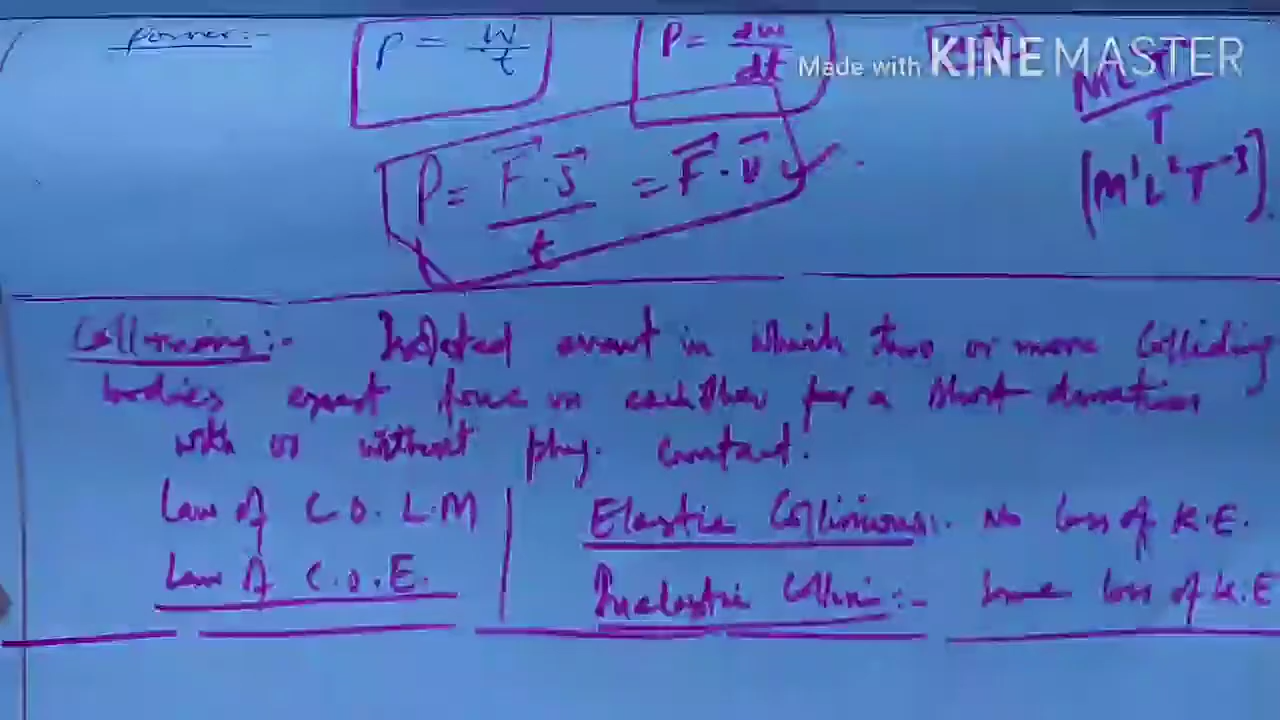 Power:-
P = W/t
P = dw/dt
Made with KINEMASTER
T
P = F⃗·s⃗/t = F⃗·v⃗
[M¹L²T⁻³].
Collisions:- Isolated event in which two or more Colliding
bodies exert force on each other for a short duration
with or without phy. contact.
Law of C.O.L.M
Law of C.O.E.
Elastic Collisions:- No loss of K.E.
Inelastic Collisi:- Some loss of K.E